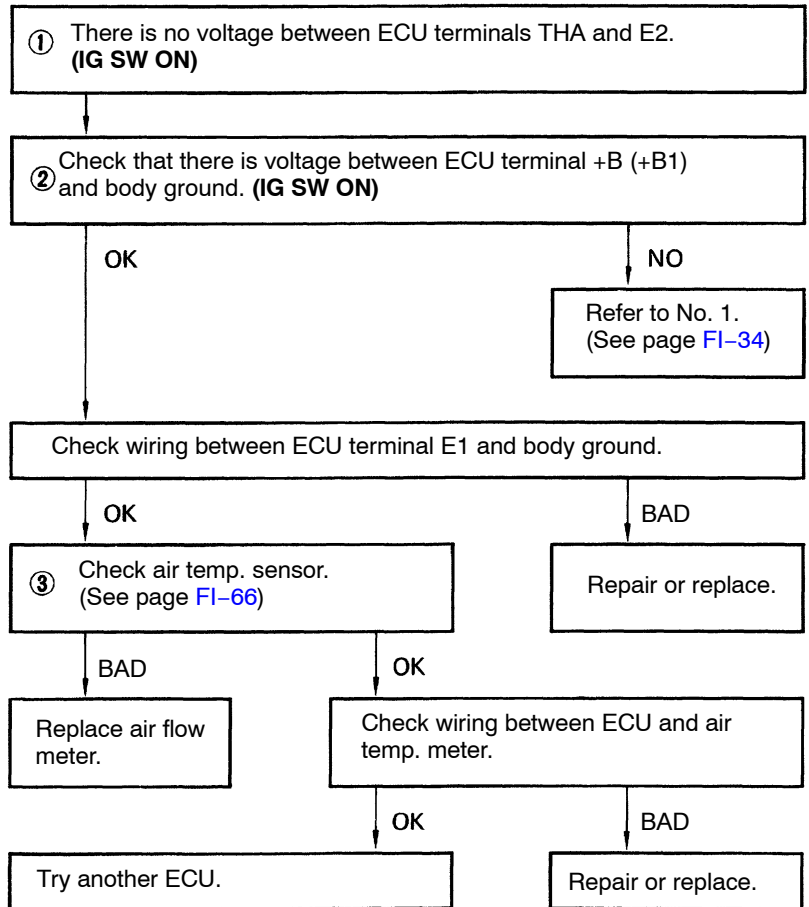 ① There is no voltage between ECU terminals THA and E2.
(IG SW ON)
② Check that there is voltage between ECU terminal +B (+B1)
and body ground. (IG SW ON)
OK
NO
Refer to No. 1.
(See page FI–34)
Check wiring between ECU terminal E1 and body ground.
OK
BAD
③ Check air temp. sensor.
(See page FI–66)
Repair or replace.
BAD
OK
Replace air flow
meter.
Check wiring between ECU and air
temp. meter.
OK
BAD
Try another ECU.
Repair or replace.